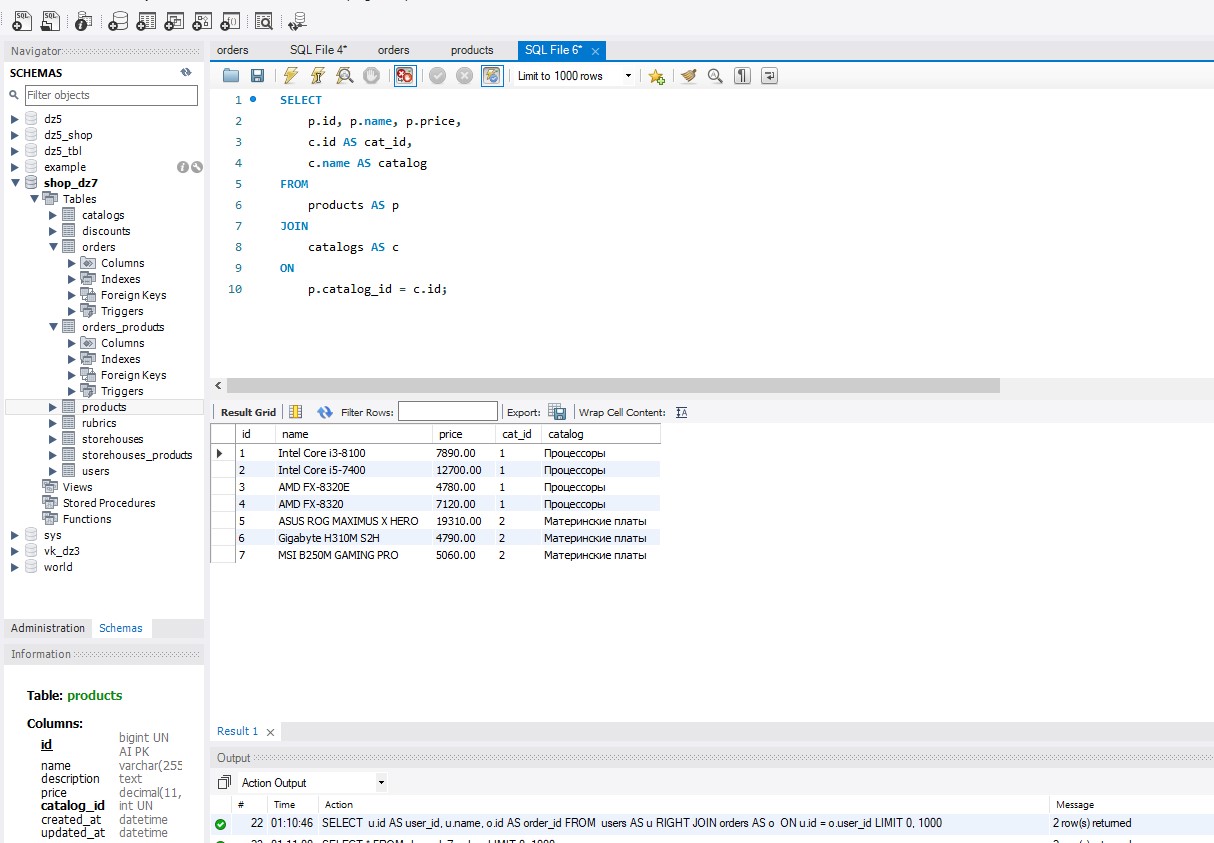 Navigator
SCHEMAS
Filter objects
dz5
dz5_shop
dz5_tbl
example
shop_dz7
Tables
catalogs
discounts
orders
Columns
Indexes
Foreign Keys
Triggers
orders_products
Columns
Indexes
Foreign Keys
Triggers
products
rubrics
storehouses
storehouses_products
users
Views
Stored Procedures
Functions
sys
vk_dz3
world
Administration Schemas
Information
Table: products
Columns:
id bigint UN
AI PK
name varchar(255
description text
price decimal(11,
catalog_id int UN
created_at datetime
updated_at datetime
orders SQL File 4* orders products SQL File 6*
Limit to 1000 rows
1 SELECT
2 p.id, p.name, p.price,
3 c.id AS cat_id,
4 c.name AS catalog
5 FROM
6 products AS p
7 JOIN
8 catalogs AS c
9 ON
10 p.catalog_id = c.id;
Result Grid Filter Rows: Export: Wrap Cell Content:
id name price cat_id catalog
1 Intel Core i3-8100 7890.00 1 Процессоры
2 Intel Core i5-7400 12700.00 1 Процессоры
3 AMD FX-8320E 4780.00 1 Процессоры
4 AMD FX-8320 7120.00 1 Процессоры
5 ASUS ROG MAXIMUS X HERO 19310.00 2 Материнские платы
6 Gigabyte H310M S2H 4790.00 2 Материнские платы
7 MSI B250M GAMING PRO 5060.00 2 Материнские платы
Result 1
Output
Action Output
# Time Action Message
22 01:10:46 SELECT u.id AS user_id, u.name, o.id AS order_id FROM users AS u RIGHT JOIN orders AS o ON u.id = o.user_id LIMIT 0, 1000 2 row(s) returned